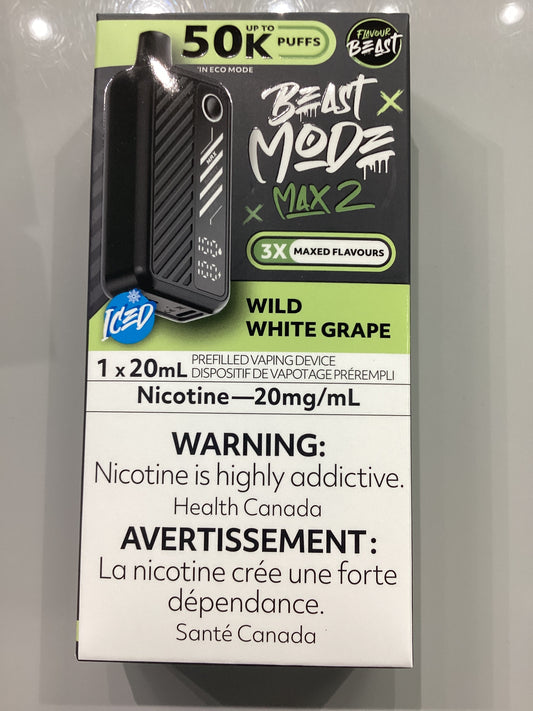 UP TO
50K PUFFS
*IN ECO MODE
FLAVOUR
BEAST
BEAST
MODE
MAX 2
100
100
3X MAXED FLAVOURS
ICED
WILD
WHITE GRAPE
1 x 20mL PREFILLED VAPING DEVICE
DISPOSITIF DE VAPOTAGE PRÉREMPLI
Nicotine—20mg/mL
WARNING:
Nicotine is highly addictive.
Health Canada
AVERTISSEMENT:
La nicotine crée une forte
dépendance.
Santé Canada